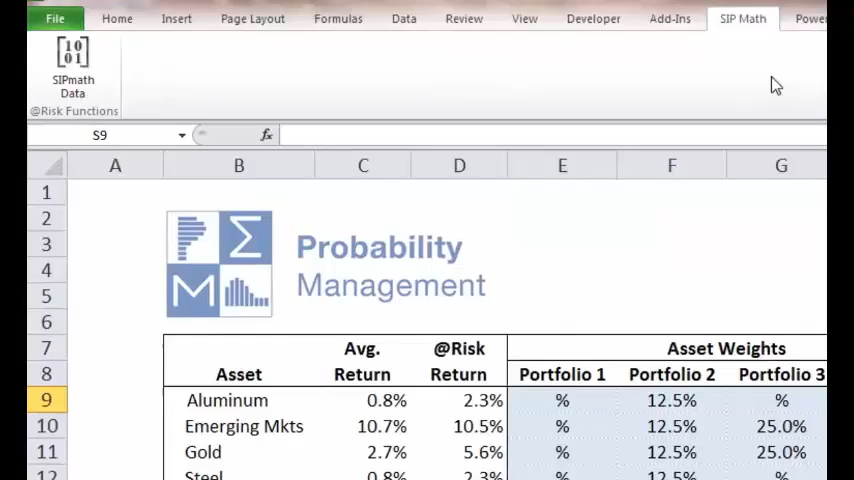 File Home Insert Page Layout Formulas Data Review View Developer Add-Ins SIP Math Power
10
01
SIPmath
Data
@Risk Functions
S9 fx
A B C D E F G
1
2
3 Probability
4 Management
5
6
7 Avg. @Risk Asset Weights
8 Asset Return Return Portfolio 1 Portfolio 2 Portfolio 3
9 Aluminum 0.8% 2.3% % 12.5% %
10 Emerging Mkts 10.7% 10.5% % 12.5% 25.0%
11 Gold 2.7% 5.6% % 12.5% 25.0%
12 Steel 0.8% 2.3% % 12.5% %